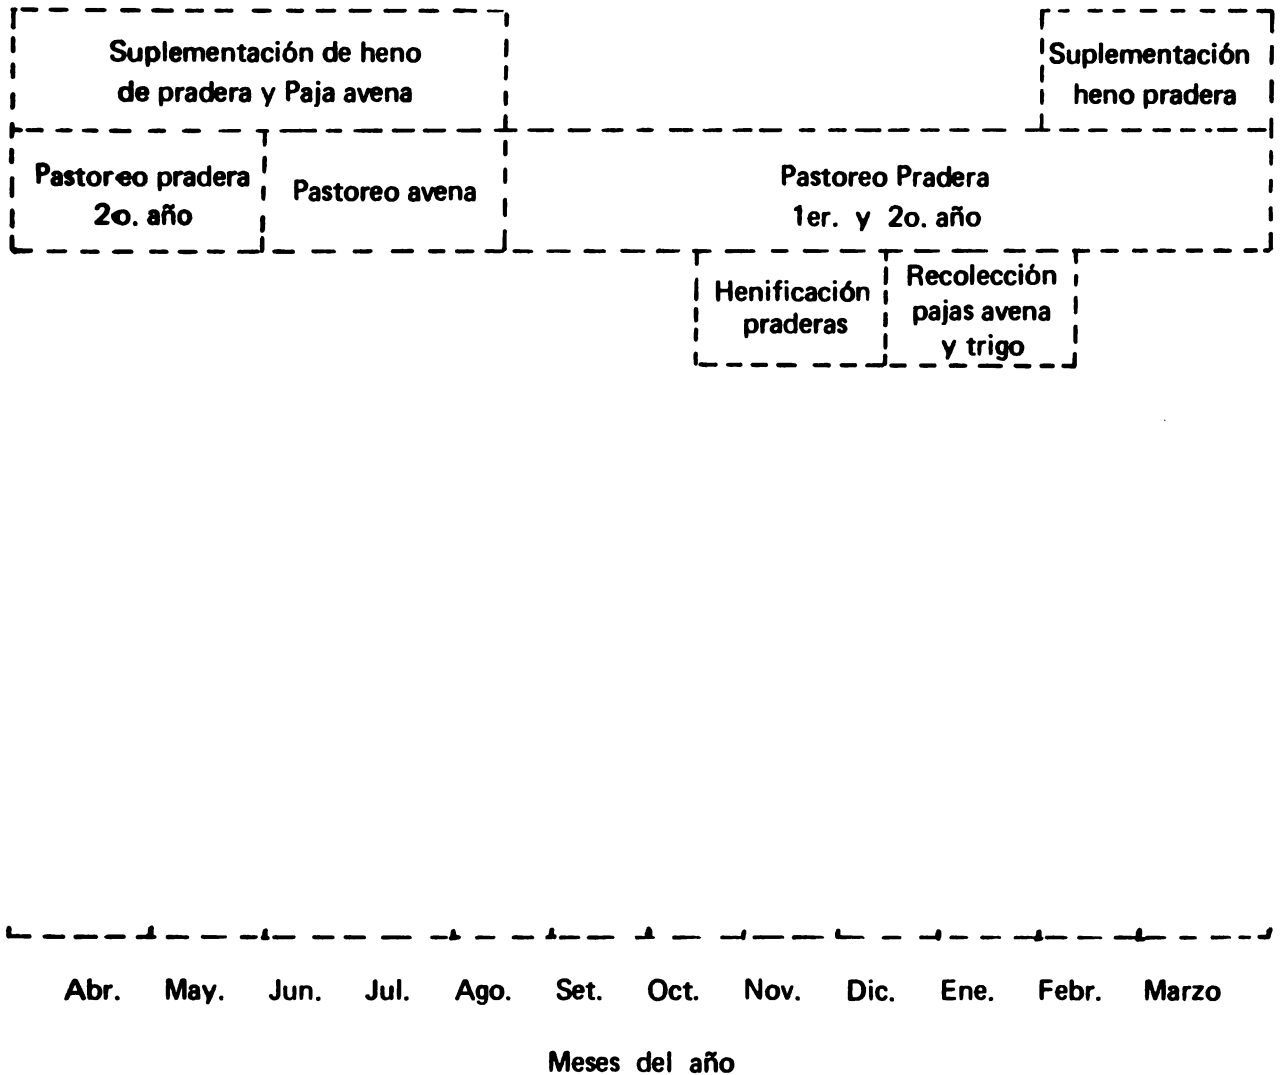 Suplementación de heno
de pradera y Paja avena
Suplementación
heno pradera
Pastoreo pradera
2o. año
Pastoreo avena
Pastoreo Pradera
1er. y 2o. año
Henificación
praderas
Recolección
pajas avena
y trigo
Abr. May. Jun. Jul. Ago. Set. Oct. Nov. Dic. Ene. Febr. Marzo
Meses del año